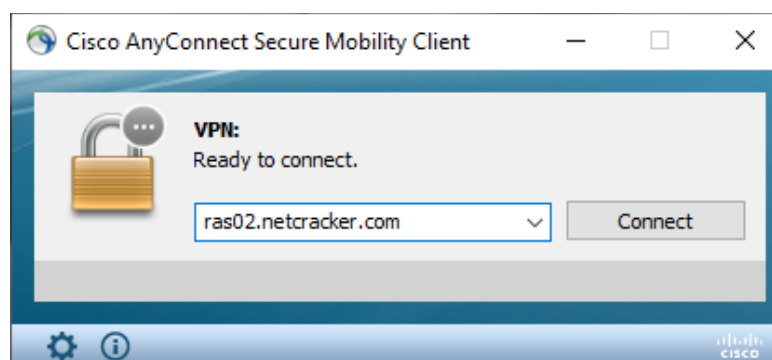 Cisco AnyConnect Secure Mobility Client
VPN:
Ready to connect.
ras02.netcracker.com
Connect
cisco